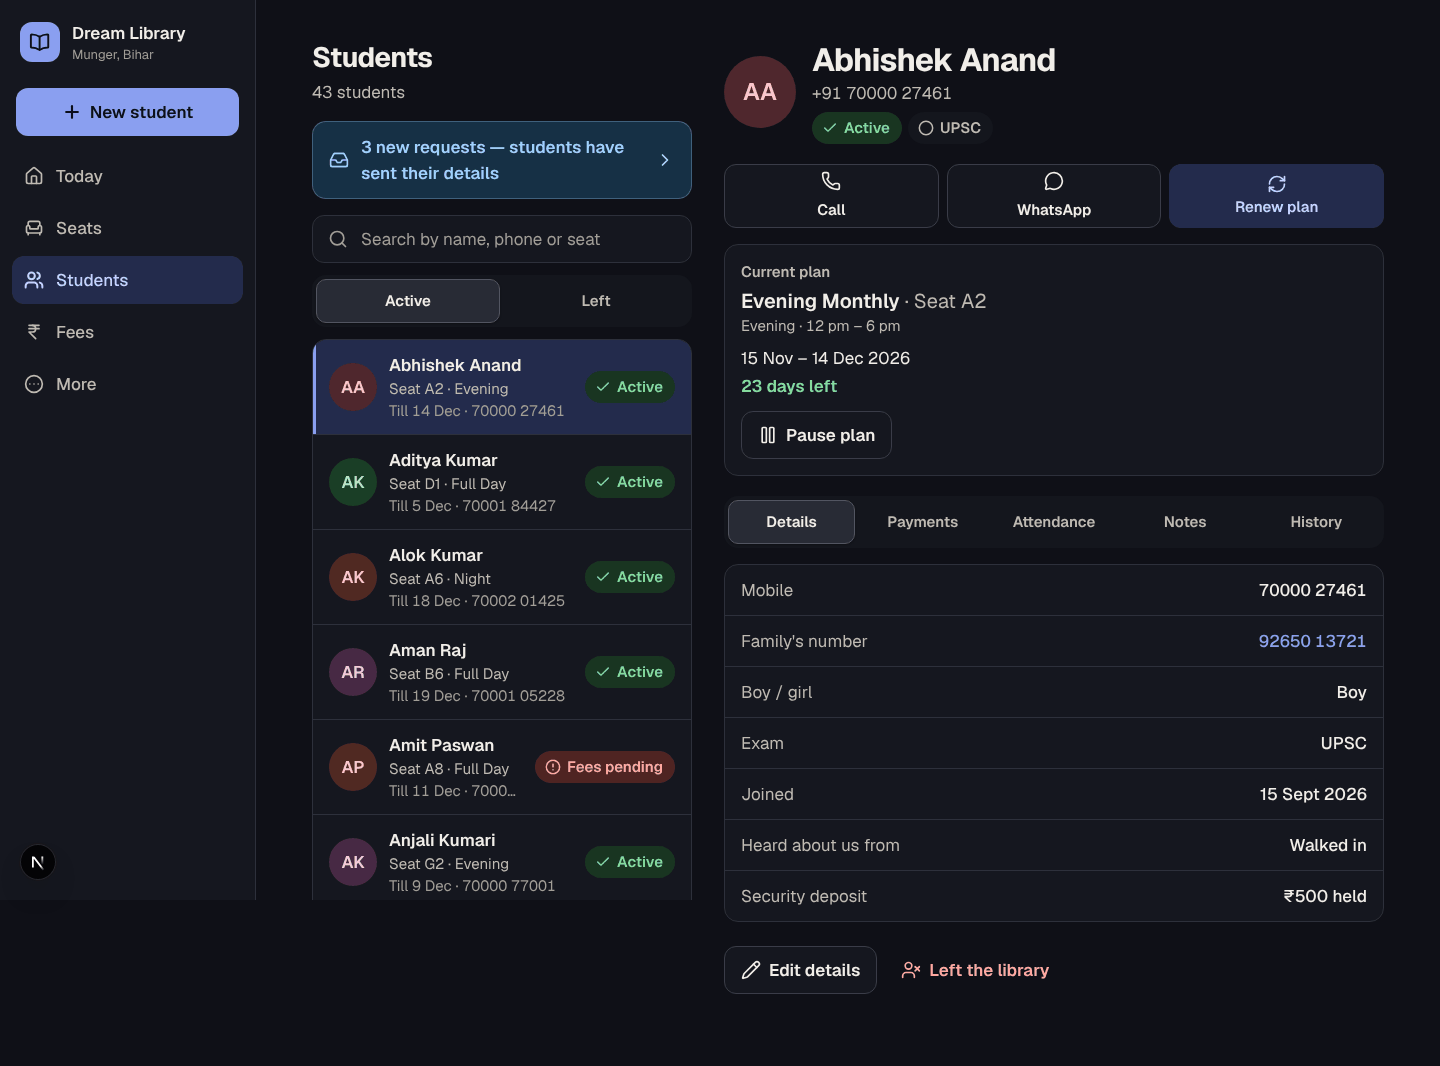 Dream Library
Munger, Bihar
New student
Today
Seats
Students
Fees
More
N
Students
43 students
3 new requests — students have
sent their details
Search by name, phone or seat
Active
Left
AA
Abhishek Anand
Seat A2 · Evening
Till 14 Dec · 70000 27461
Active
AK
Aditya Kumar
Seat D1 · Full Day
Till 5 Dec · 70001 84427
Active
AK
Alok Kumar
Seat A6 · Night
Till 18 Dec · 70002 01425
Active
AR
Aman Raj
Seat B6 · Full Day
Till 19 Dec · 70001 05228
Active
AP
Amit Paswan
Seat A8 · Full Day
Till 11 Dec · 7000...
Fees pending
AK
Anjali Kumari
Seat G2 · Evening
Till 9 Dec · 70000 77001
Active
AA
Abhishek Anand
+91 70000 27461
Active
UPSC
Call
WhatsApp
Renew plan
Current plan
Evening Monthly · Seat A2
Evening · 12 pm – 6 pm
15 Nov – 14 Dec 2026
23 days left
Pause plan
Details
Payments
Attendance
Notes
History
Mobile
70000 27461
Family's number
92650 13721
Boy / girl
Boy
Exam
UPSC
Joined
15 Sept 2026
Heard about us from
Walked in
Security deposit
₹500 held
Edit details
Left the library